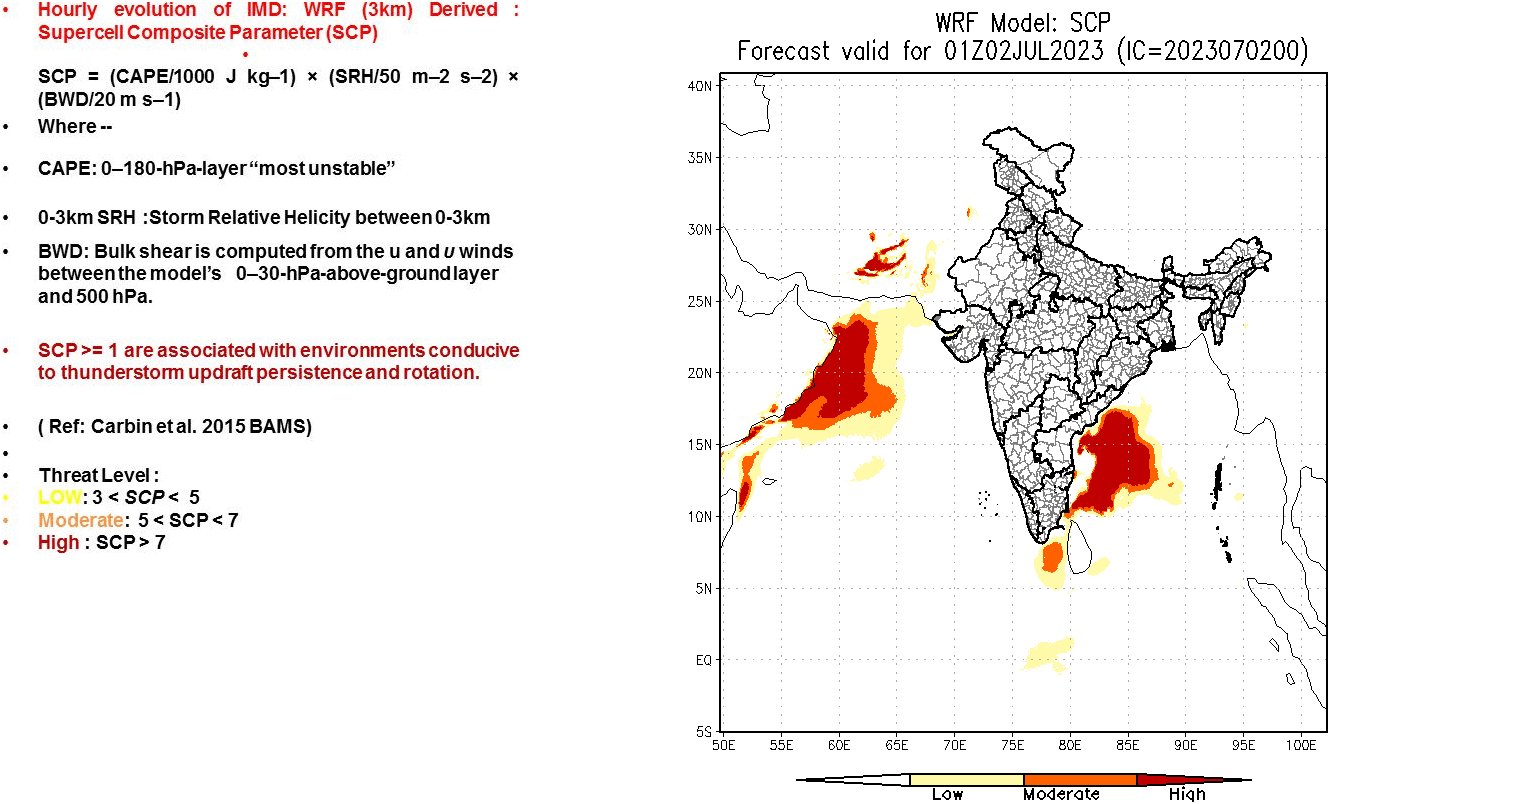 • Hourly evolution of IMD: WRF (3km) Derived :
Supercell Composite Parameter (SCP)
•
SCP = (CAPE/1000 J kg–1) × (SRH/50 m–2 s–2) ×
(BWD/20 m s–1)
• Where --
• CAPE: 0–180-hPa-layer “most unstable”
• 0-3km SRH :Storm Relative Helicity between 0-3km
• BWD: Bulk shear is computed from the u and υ winds
between the model’s 0–30-hPa-above-ground layer
and 500 hPa.
• SCP >= 1 are associated with environments conducive
to thunderstorm updraft persistence and rotation.
• ( Ref: Carbin et al. 2015 BAMS)
•
• Threat Level :
• LOW: 3 < SCP < 5
• Moderate: 5 < SCP < 7
• High : SCP > 7
WRF Model: SCP
Forecast valid for 01Z02JUL2023 (IC=2023070200)
40N
35N
30N
25N
20N
15N
10N
5N
EQ
5S
50E 55E 60E 65E 70E 75E 80E 85E 90E 95E 100E
Low Moderate High